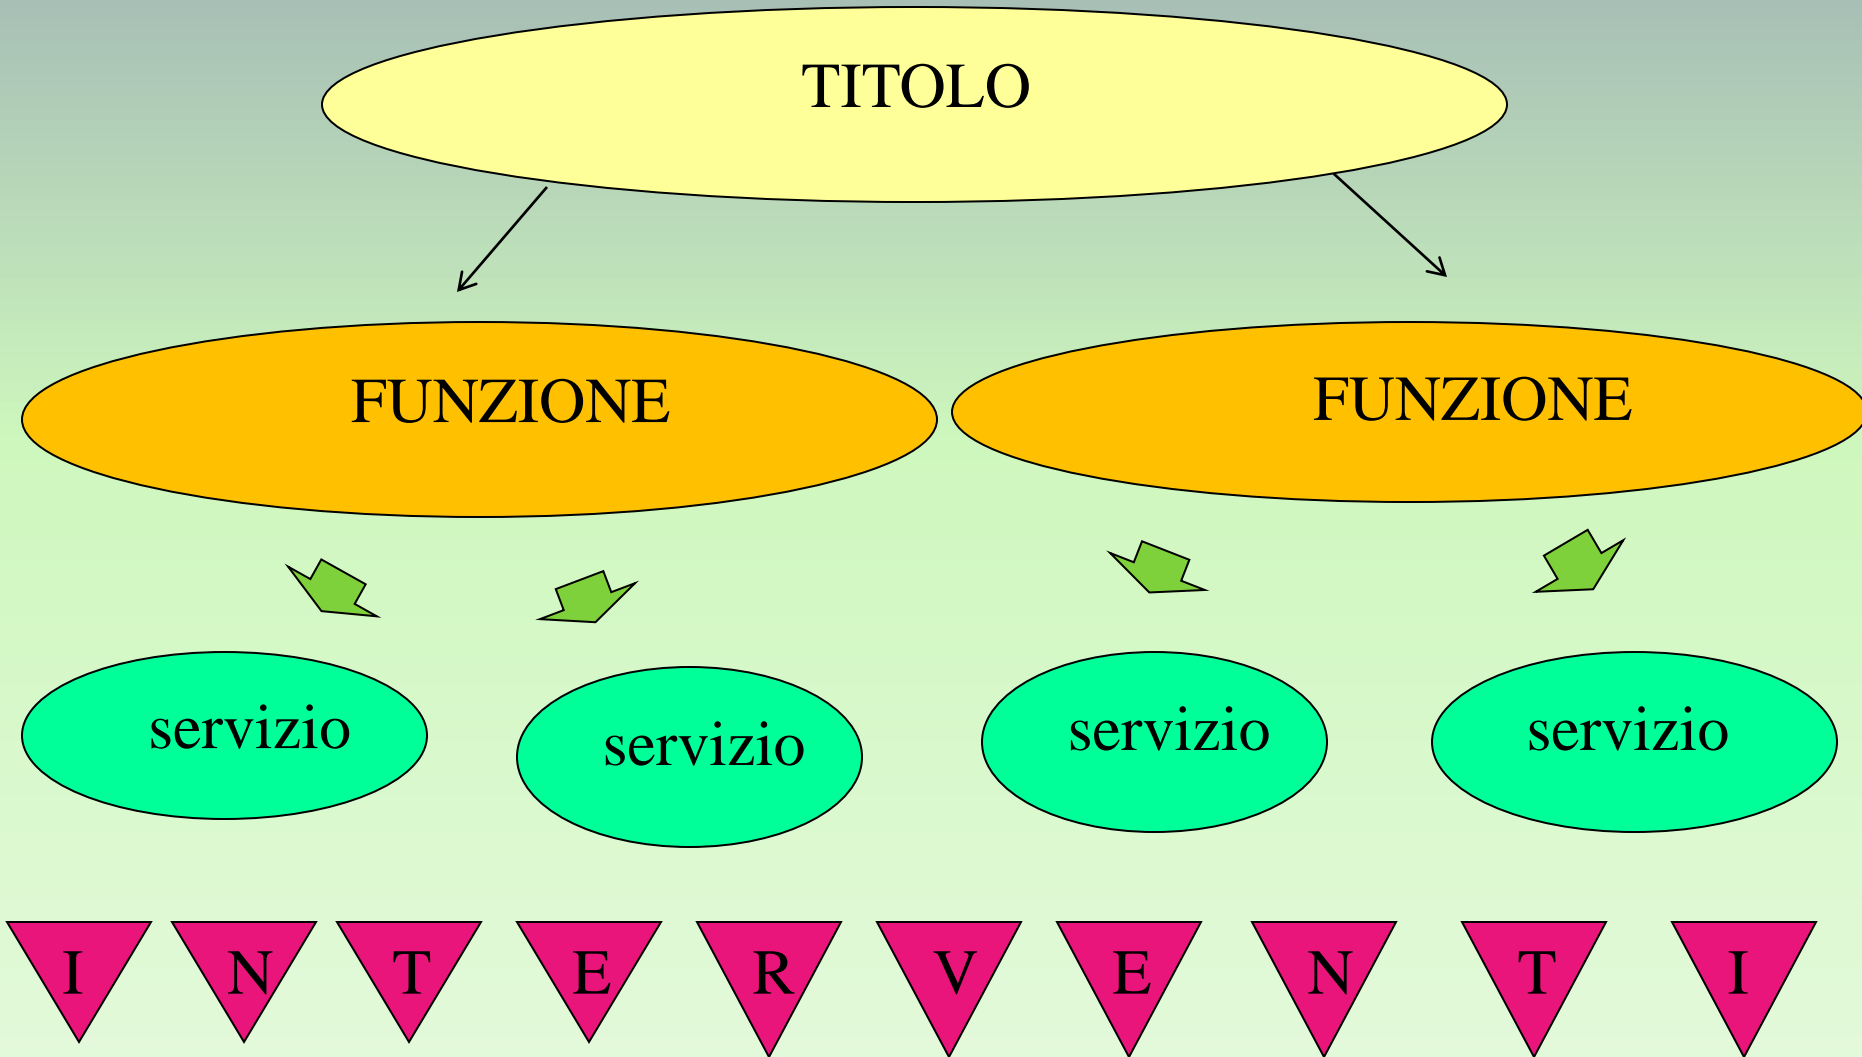 TITOLO
FUNZIONE FUNZIONE
servizio servizio servizio servizio
I N T E R V E N T I